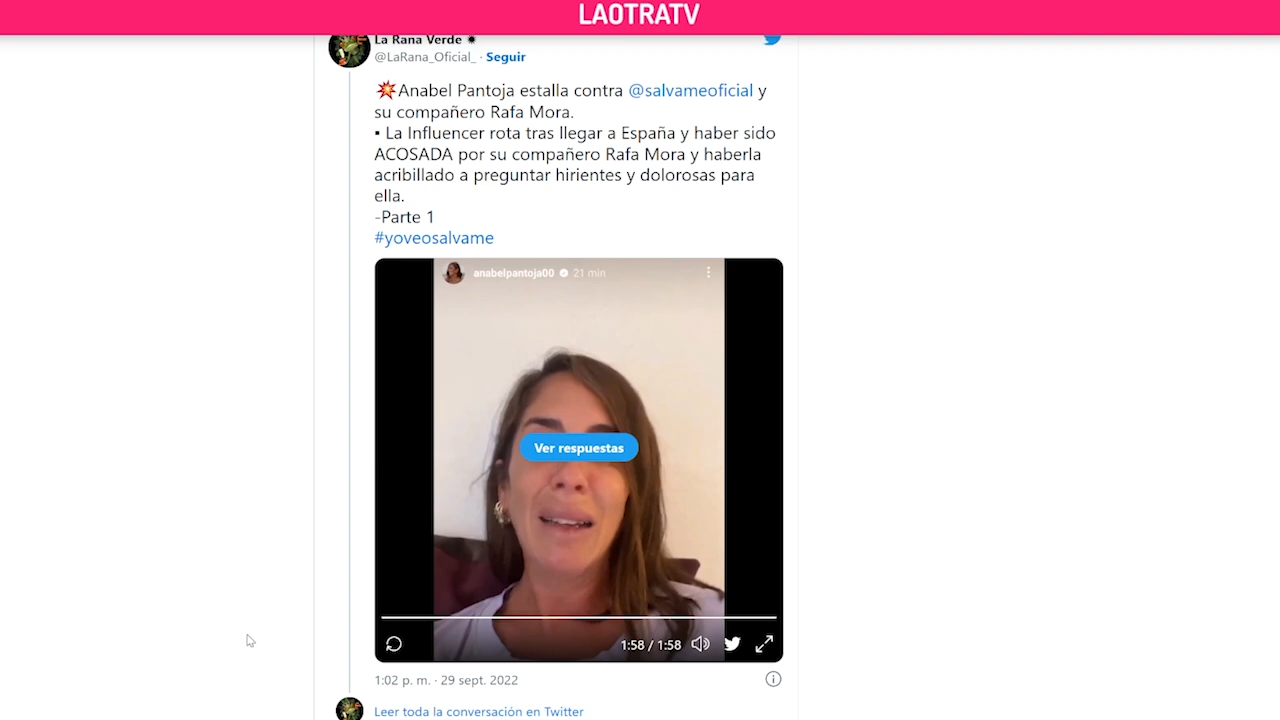 LAOTRATV
La Rana Verde
@LaRana_Oficial_ · Seguir
💥Anabel Pantoja estalla contra @salvameoficial y
su compañero Rafa Mora.
▪ La Influencer rota tras llegar a España y haber sido
ACOSADA por su compañero Rafa Mora y haberla
acribillado a preguntar hirientes y dolorosas para
ella.
-Parte 1
#yoveosalvame
anabelpantoja00 21 min
Ver respuestas
1:58 / 1:58
1:02 p. m. · 29 sept. 2022
Leer toda la conversación en Twitter